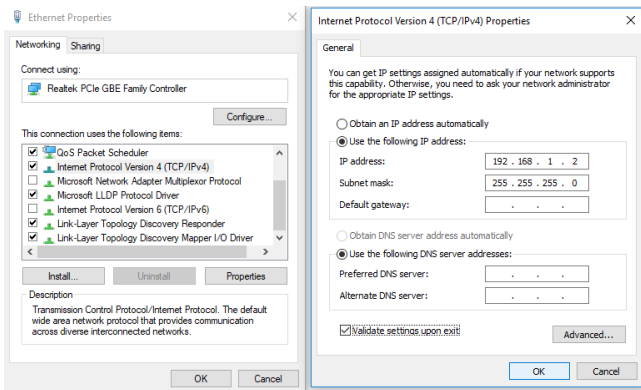 Ethernet Properties
Networking
Sharing
Connect using:
Realtek PCIe GBE Family Controller
Configure...
This connection uses the following items:
QoS Packet Scheduler
Internet Protocol Version 4 (TCP/IPv4)
Microsoft Network Adapter Multiplexor Protocol
Microsoft LLDP Protocol Driver
Internet Protocol Version 6 (TCP/IPv6)
Link-Layer Topology Discovery Responder
Link-Layer Topology Discovery Mapper I/O Driver
Install...
Uninstall
Properties
Description
Transmission Control Protocol/Internet Protocol. The default
wide area network protocol that provides communication
across diverse interconnected networks.
OK
Cancel
Internet Protocol Version 4 (TCP/IPv4) Properties
General
You can get IP settings assigned automatically if your network supports
this capability. Otherwise, you need to ask your network administrator
for the appropriate IP settings.
Obtain an IP address automatically
Use the following IP address:
IP address: 192 . 168 . 1 . 2
Subnet mask: 255 . 255 . 255 . 0
Default gateway: . . .
Obtain DNS server address automatically
Use the following DNS server addresses:
Preferred DNS server: . . .
Alternate DNS server: . . .
Validate settings upon exit
Advanced...
OK
Cancel